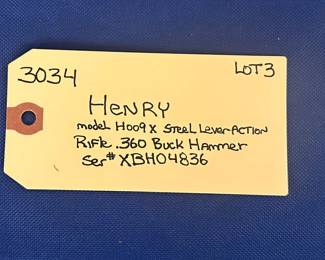 3034 LOT 3
HENRY
model H009X Steel Lever ACTION
Rifle .360 Buck Hammer
Ser# XBH04836